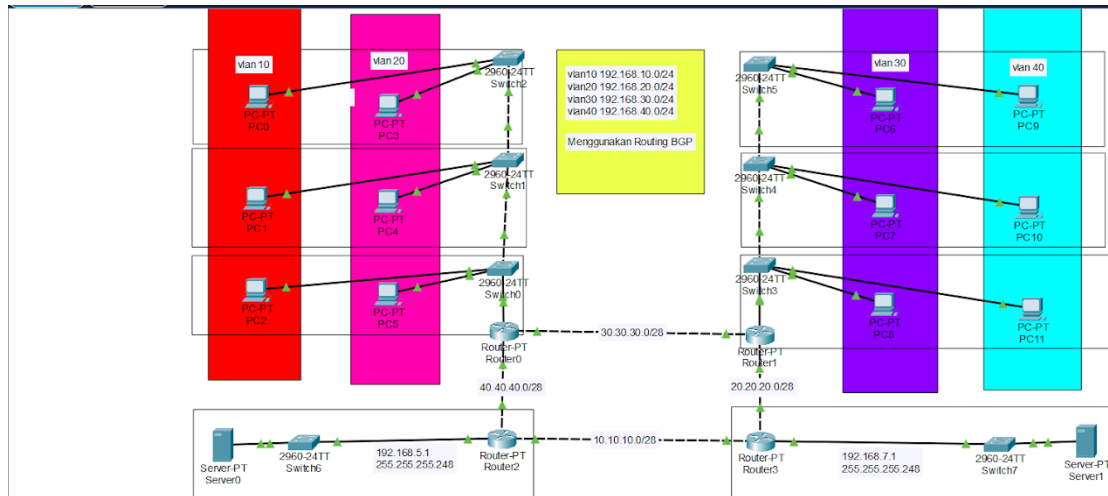 vlan 10
vlan 20
2960-24TT
Switch2
PC-PT
PC0
PC-PT
PC3
vlan10 192.168.10.0/24
vlan20 192.168.20.0/24
vlan30 192.168.30.0/24
vlan40 192.168.40.0/24
Menggunakan Routing BGP
vlan 30
vlan 40
2960-24TT
Switch5
PC-PT
PC6
PC-PT
PC9
2960-24TT
Switch1
PC-PT
PC1
PC-PT
PC4
2960-24TT
Switch4
PC-PT
PC7
PC-PT
PC10
2960-24TT
Switch0
PC-PT
PC2
PC-PT
PC5
2960-24TT
Switch3
PC-PT
PC8
PC-PT
PC11
Router-PT
Router0
30.30.30.0/28
Router-PT
Router1
40.40.40.0/28
20.20.20.0/28
Server-PT
Server0
2960-24TT
Switch6
192.168.5.1
255.255.255.248
Router-PT
Router2
10.10.10.0/28
Router-PT
Router3
192.168.7.1
255.255.255.248
2960-24TT
Switch7
Server-PT
Server1